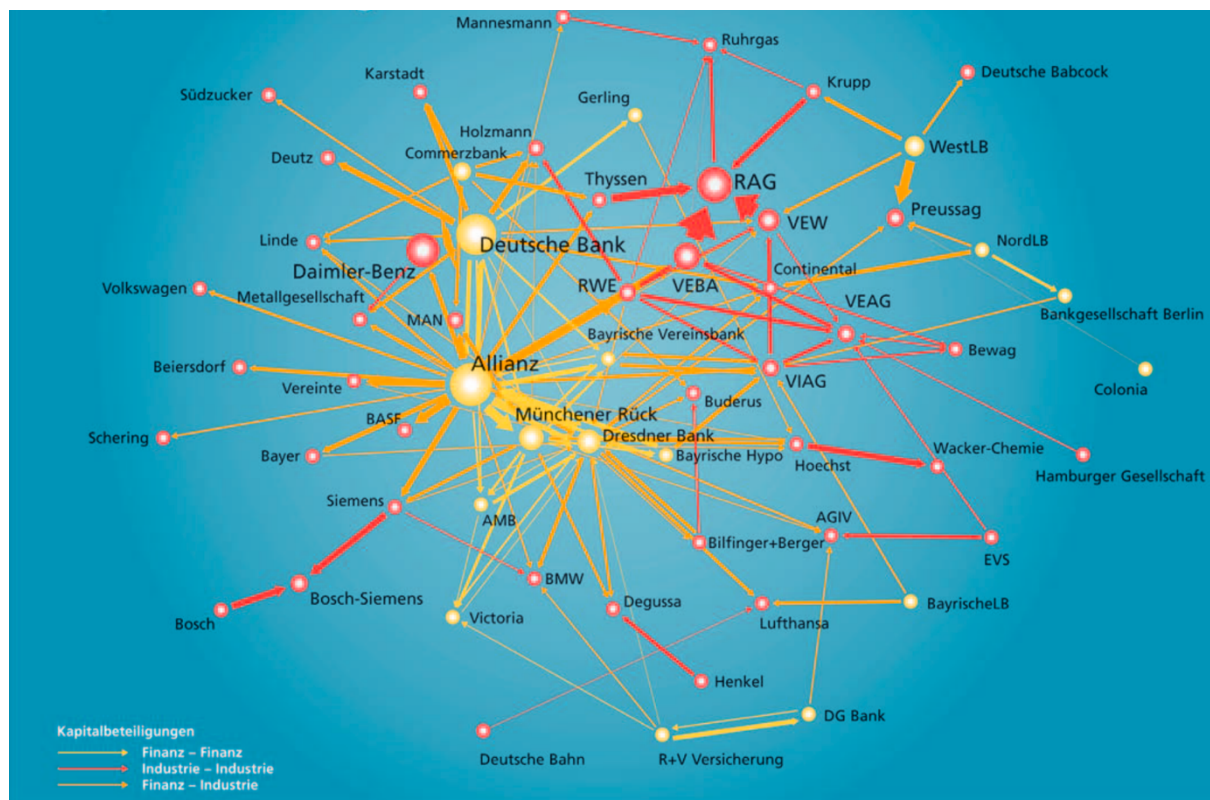 Mannesmann
Ruhrgas
Karstadt
Deutsche Babcock
Krupp
Südzucker
Gerling
Holzmann
Commerzbank
WestLB
Deutz
Thyssen
RAG
Preussag
VEW
Linde
Deutsche Bank
NordLB
Daimler-Benz
Continental
Volkswagen
Metallgesellschaft
RWE
VEBA
VEAG
Bankgesellschaft Berlin
MAN
Bayrische Vereinsbank
Bewag
Allianz
Beiersdorf
Vereinte
VIAG
Colonia
Buderus
BASF
Münchener Rück
Schering
Dresdner Bank
Bayer
Bayrische Hypo
Hoechst
Wacker-Chemie
Hamburger Gesellschaft
Siemens
AMB
AGIV
Bilfinger+Berger
EVS
BMW
Bosch-Siemens
Degussa
BayrischeLB
Bosch
Victoria
Lufthansa
Henkel
DG Bank
Deutsche Bahn
R+V Versicherung
Kapitalbeteiligungen
Finanz – Finanz
Industrie – Industrie
Finanz – Industrie